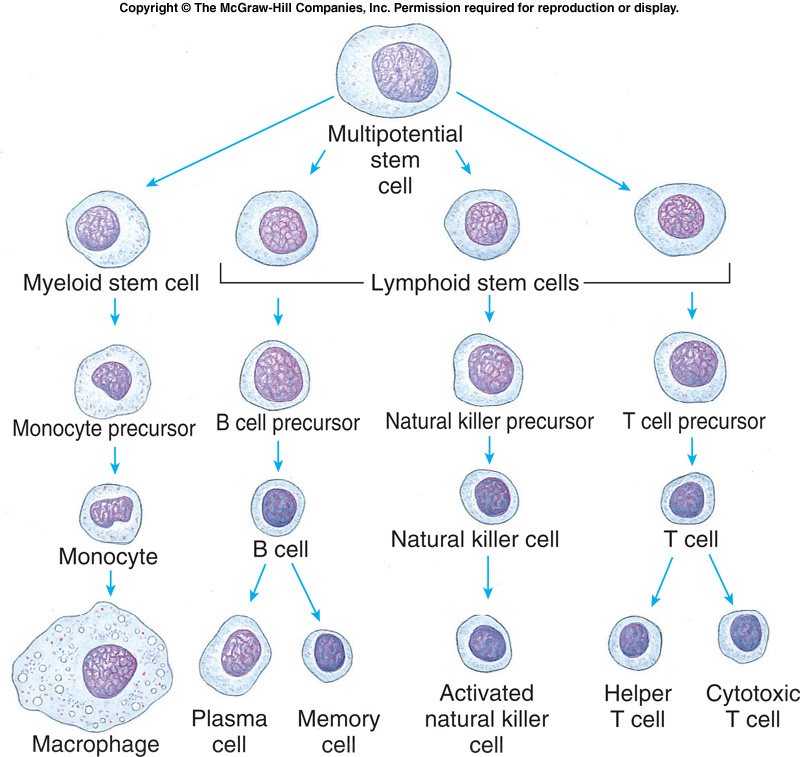 Copyright © The McGraw-Hill Companies, Inc. Permission required for reproduction or display.
Multipotential
stem
cell
Myeloid stem cell
Lymphoid stem cells
Monocyte precursor
B cell precursor
Natural killer precursor
T cell precursor
Monocyte
B cell
Natural killer cell
T cell
Macrophage
Plasma
cell
Memory
cell
Activated
natural killer
cell
Helper
T cell
Cytotoxic
T cell